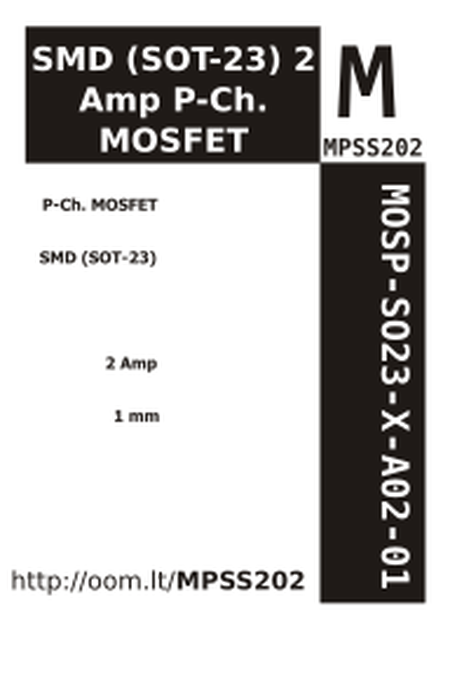 SMD (SOT-23) 2
Amp P-Ch.
MOSFET
M
MPSS202
P-Ch. MOSFET
SMD (SOT-23)
2 Amp
1 mm
MOSP-SO23-X-A02-01
http://oom.lt/MPSS202